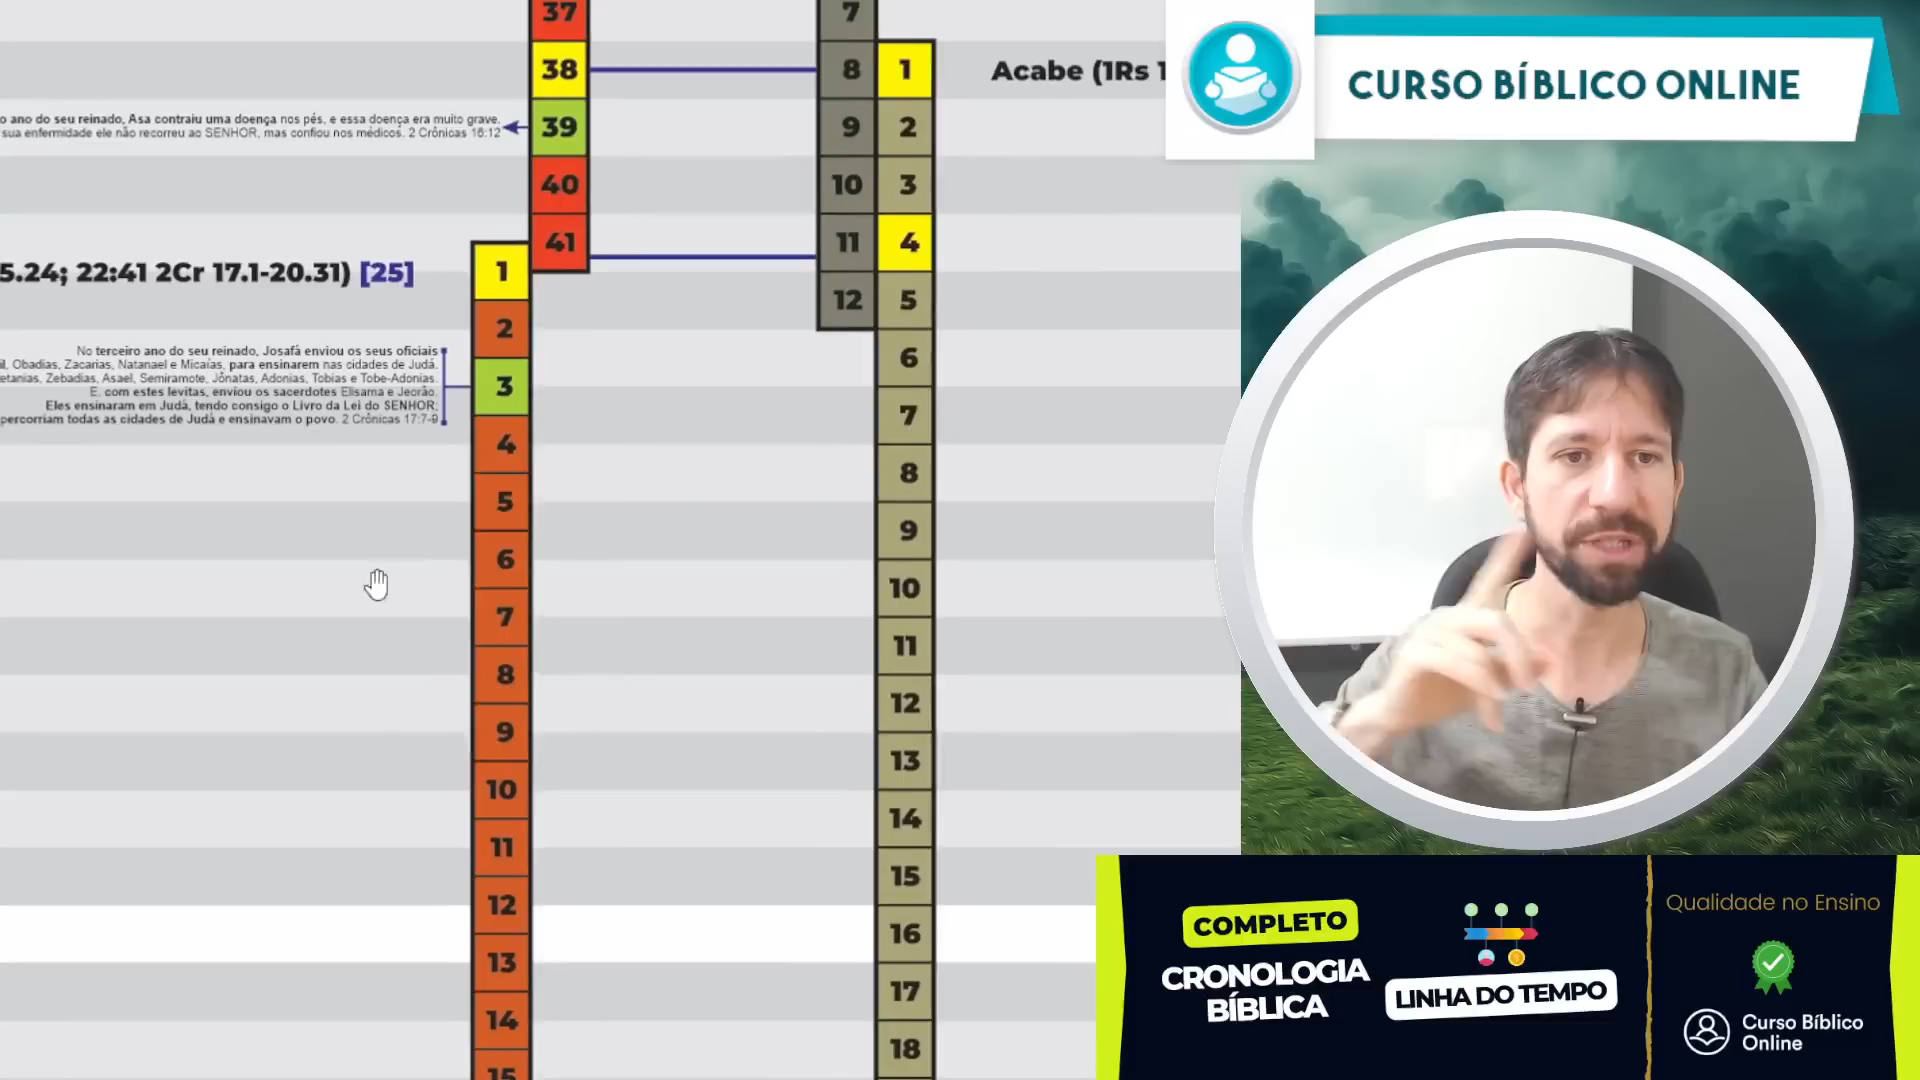 37
38
39
40
41
7
8
9
10
11
12
1
2
3
4
5
6
7
8
9
10
11
12
13
14
15
16
17
18
Acabe (1Rs 1
o ano do seu reinado, Asa contraiu uma doença nos pés, e essa doença era muito grave.
sua enfermidade ele não recorreu ao SENHOR, mas confiou nos médicos. 2 Crônicas 16:12
5.24; 22:41 2Cr 17.1-20.31) [25]
1
2
3
4
5
6
7
8
9
10
11
12
13
14
15
No terceiro ano do seu reinado, Josafá enviou os seus oficiais
il, Obadias, Zacarias, Natanael e Micaías, para ensinarem nas cidades de Judá.
etanias, Zebadias, Asael, Semiramote, Jônatas, Adonias, Tobias e Tobe-Adonias.
E, com estes levitas, enviou os sacerdotes Elisama e Jeorão.
Eles ensinaram em Judá, tendo consigo o Livro da Lei do SENHOR;
percorriam todas as cidades de Judá e ensinavam o povo. 2 Crônicas 17:7-9
CURSO BÍBLICO ONLINE
COMPLETO
CRONOLOGIA
BÍBLICA
LINHA DO TEMPO
Qualidade no Ensino
Curso Bíblico
Online